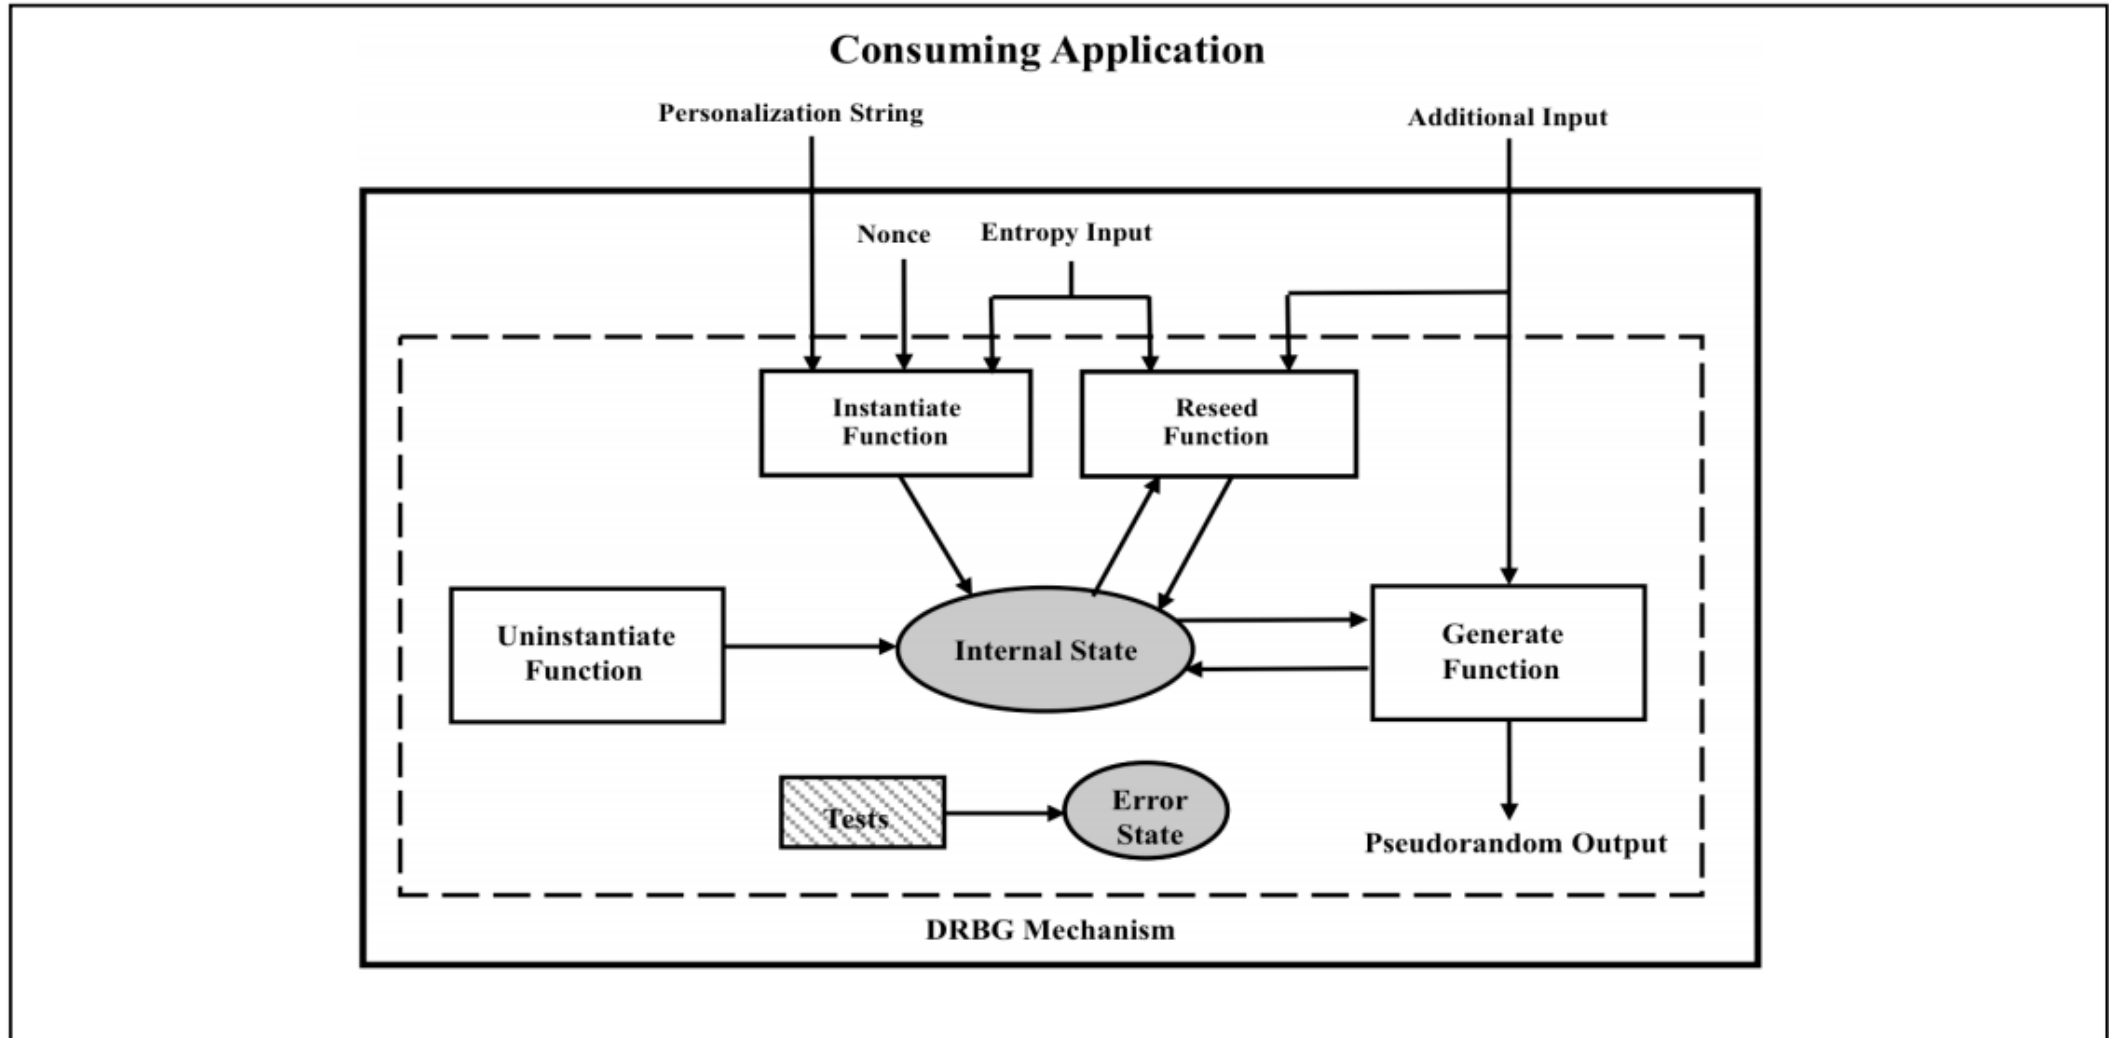 Consuming Application
Personalization String
Additional Input
Nonce
Entropy Input
Instantiate
Function
Reseed
Function
Uninstantiate
Function
Internal State
Generate
Function
Tests
Error
State
Pseudorandom Output
DRBG Mechanism